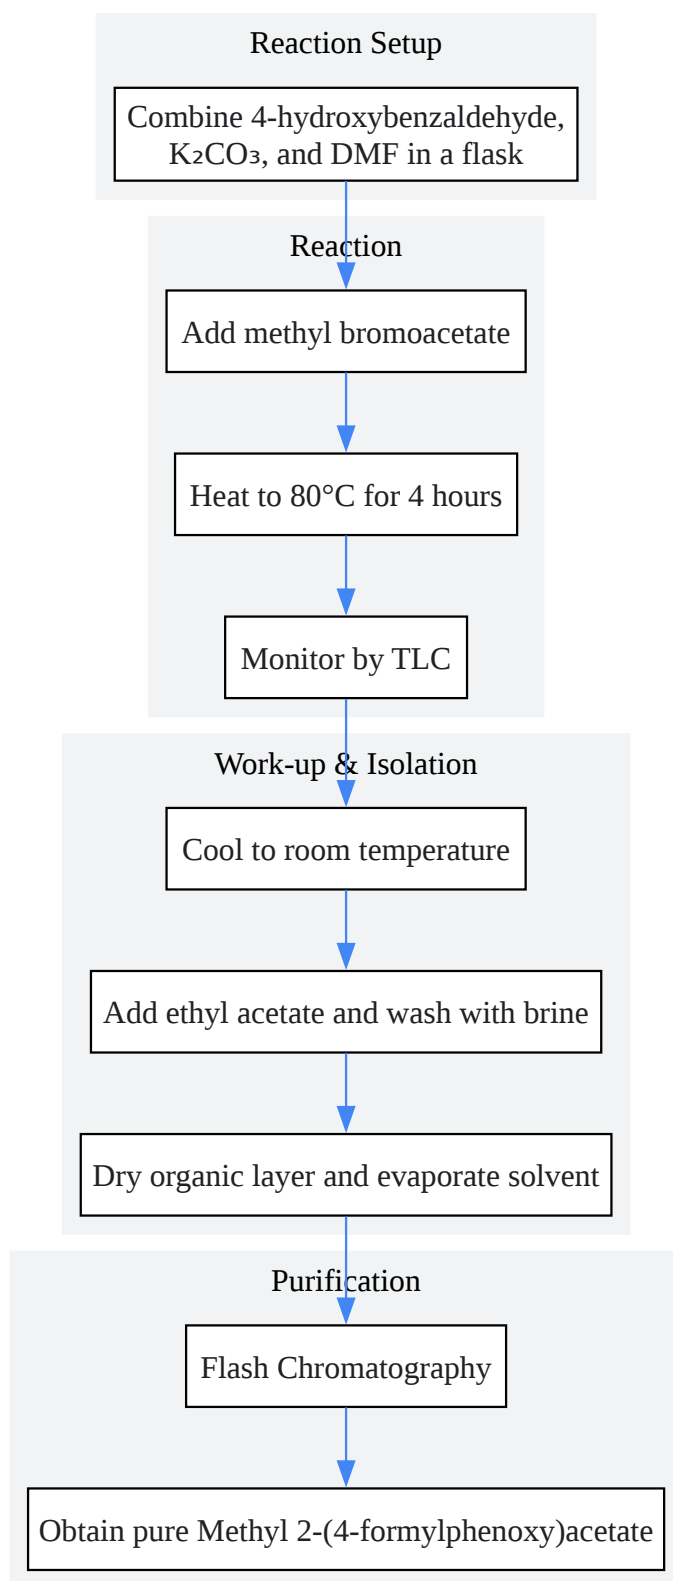 Reaction Setup
Combine 4-hydroxybenzaldehyde,
K₂CO₃, and DMF in a flask
Reaction
Add methyl bromoacetate
Heat to 80°C for 4 hours
Monitor by TLC
Work-up & Isolation
Cool to room temperature
Add ethyl acetate and wash with brine
Dry organic layer and evaporate solvent
Purification
Flash Chromatography
Obtain pure Methyl 2-(4-formylphenoxy)acetate